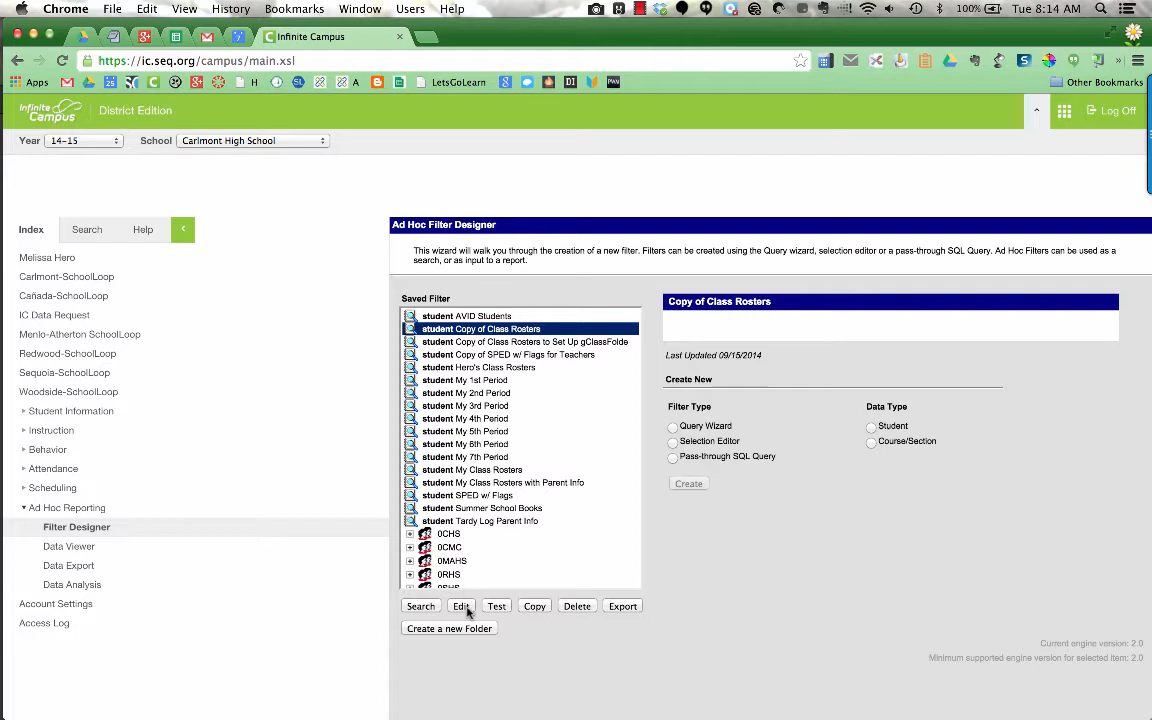 Chrome File Edit View History Bookmarks Window Users Help 100% Tue 8:14 AM
Infinite Campus
https://ic.seq.org/campus/main.xsl
Apps H A LetsGoLearn DI PWN Other Bookmarks
Infinite Campus District Edition Log Off
Year 14-15 School Carlmont High School
Index Search Help
Melissa Hero
Carlmont-SchoolLoop
Cañada-SchoolLoop
IC Data Request
Menlo-Atherton SchoolLoop
Redwood-SchoolLoop
Sequoia-SchoolLoop
Woodside-SchoolLoop
Student Information
Instruction
Behavior
Attendance
Scheduling
Ad Hoc Reporting
Filter Designer
Data Viewer
Data Export
Data Analysis
Account Settings
Access Log
Ad Hoc Filter Designer
This wizard will walk you through the creation of a new filter. Filters can be created using the Query wizard, selection editor or a pass-through SQL Query. Ad Hoc Filters can be used as a
search, or as input to a report.
Saved Filter
student AVID Students
student Copy of Class Rosters
student Copy of Class Rosters to Set Up gClassFolde
student Copy of SPED w/ Flags for Teachers
student Hero's Class Rosters
student My 1st Period
student My 2nd Period
student My 3rd Period
student My 4th Period
student My 5th Period
student My 6th Period
student My 7th Period
student My Class Rosters
student My Class Rosters with Parent Info
student SPED w/ Flags
student Summer School Books
student Tardy Log Parent Info
0CHS
0CMC
0MAHS
0RHS
Search Edit Test Copy Delete Export
Create a new Folder
Copy of Class Rosters
Last Updated 09/15/2014
Create New
Filter Type Data Type
Query Wizard Student
Selection Editor Course/Section
Pass-through SQL Query
Create
Current engine version: 2.0
Minimum supported engine version for selected item: 2.0